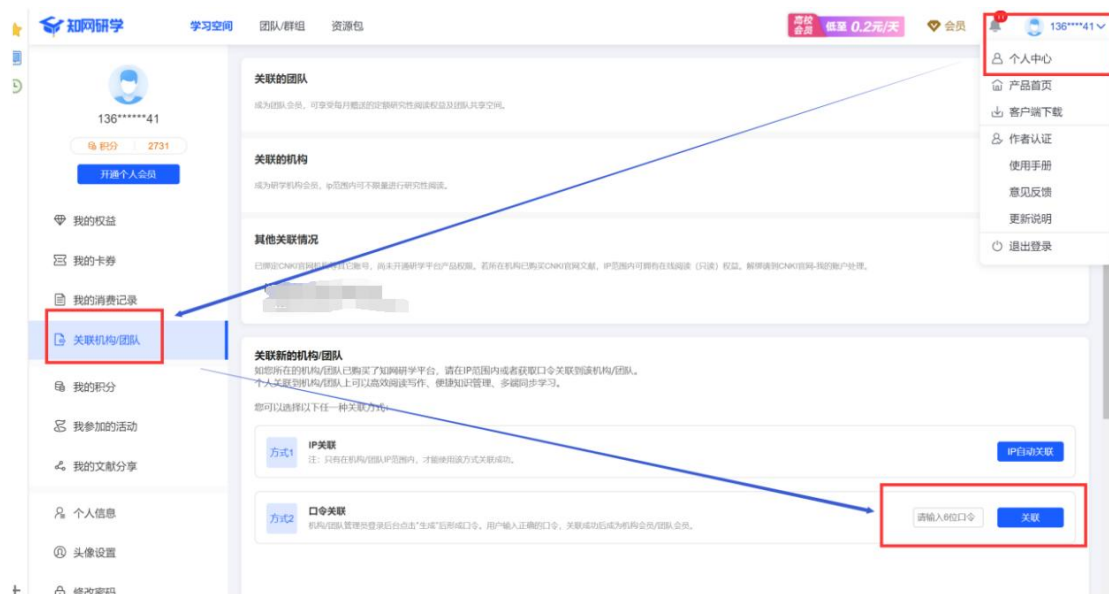 知网研学
学习空间
团队/群组
资源包
高校会员
低至 0.2元/天
会员
11
136****41
个人中心
产品首页
客户端下载
作者认证
使用手册
意见反馈
更新说明
退出登录
136******41
积分
2731
开通个人会员
我的权益
我的卡券
我的消费记录
关联机构/团队
我的积分
我参加的活动
我的文献分享
个人信息
头像设置
修改密码
关联的团队
成为团队会员,可享受每月赠送的定额研究性阅读权益及团队共享空间。
关联的机构
成为研学机构会员,ip范围内可不限量进行研究性阅读。
其他关联情况
关联新的机构/团队
如您所在的机构/团队已购买了知网研学平台,请在IP范围内或者获取口令关联到该机构/团队。
个人关联到机构/团队上可以高效阅读写作、便捷知识管理、多端同步学习。
您可以选择以下任一种关联方式:
方式1
IP关联
注:只有在机构/团队IP范围内,才能使用该方式关联成功。
IP自动关联
方式2
口令关联
机构/团队管理员登录后台点击“生成”后形成口令。用户输入正确的口令,关联成功后成为机构会员/团队会员。
请输入6位口令
关联